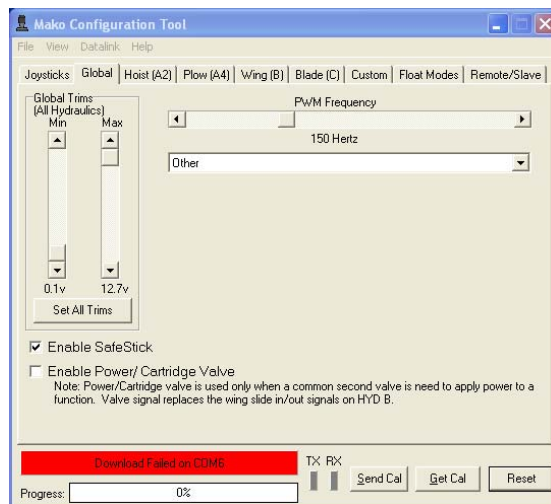 Mako Configuration Tool
File View Datalink Help
Joysticks Global Hoist (A2) Plow (A4) Wing (B) Blade (C) Custom Float Modes Remote/Slave
Global Trims
(All Hydraulics)
Min Max
0.1v 12.7v
Set All Trims
PWM Frequency
150 Hertz
Other
Enable SafeStick
Enable Power/ Cartridge Valve
Note: Power/Cartridge valve is used only when a common second valve is need to apply power to a
function. Valve signal replaces the wing slide in/out signals on HYD B.
Download Failed on COM6
TX RX
Send Cal Get Cal Reset
Progress: 0%